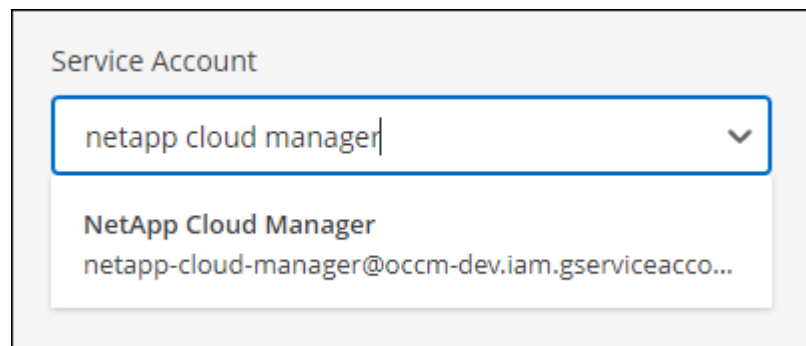 Service Account
netapp cloud manager
NetApp Cloud Manager
netapp-cloud-manager@occm-dev.iam.gserviceacco...